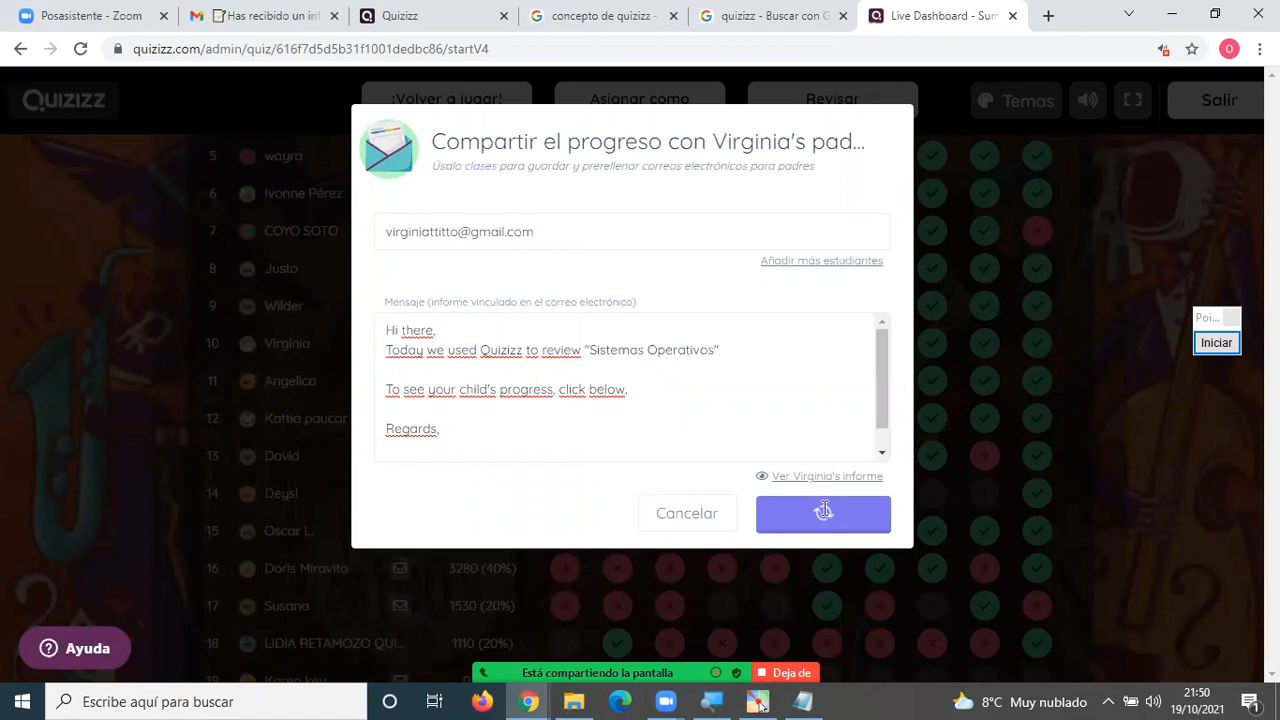 Posasistente - Zoom
Has recibido un inf
Quizizz
concepto de quizizz -
quizizz - Buscar con G
Live Dashboard - Sum
quizizz.com/admin/quiz/616f7d5d5b31f1001dedbc86/startV4
O
Quizizz
¡Volver a jugar!
Asignar como
Revisar
Temas
Salir
Compartir el progreso con Virginia's pad...
Úsalo clases para guardar y prerellenar correos electrónicos para padres
virginiattitto@gmail.com
Añadir más estudiantes
Mensaje (informe vinculado en el correo electrónico)
Hi there,
Today we used Quizizz to review "Sistemas Operativos"
To see your child's progress, click below.
Regards,
Ver Virginia's informe
Cancelar
5 wayra
6 Ivonne Pérez
7 COYO SOTO
8 Justo
9 Wilder
10 Virginia
11 Angelica
12 Kattia paucar
13 David
14 Deysi
15 Oscar L.
16 Doris Miravito 3280 (40%)
17 Susana 1530 (20%)
18 LIDIA RETAMOZO QUI... 1110 (20%)
19 Karen keu
Poi...
Iniciar
Ayuda
Está compartiendo la pantalla
Deja de
Escribe aquí para buscar
8°C Muy nublado
21:50
19/10/2021
1